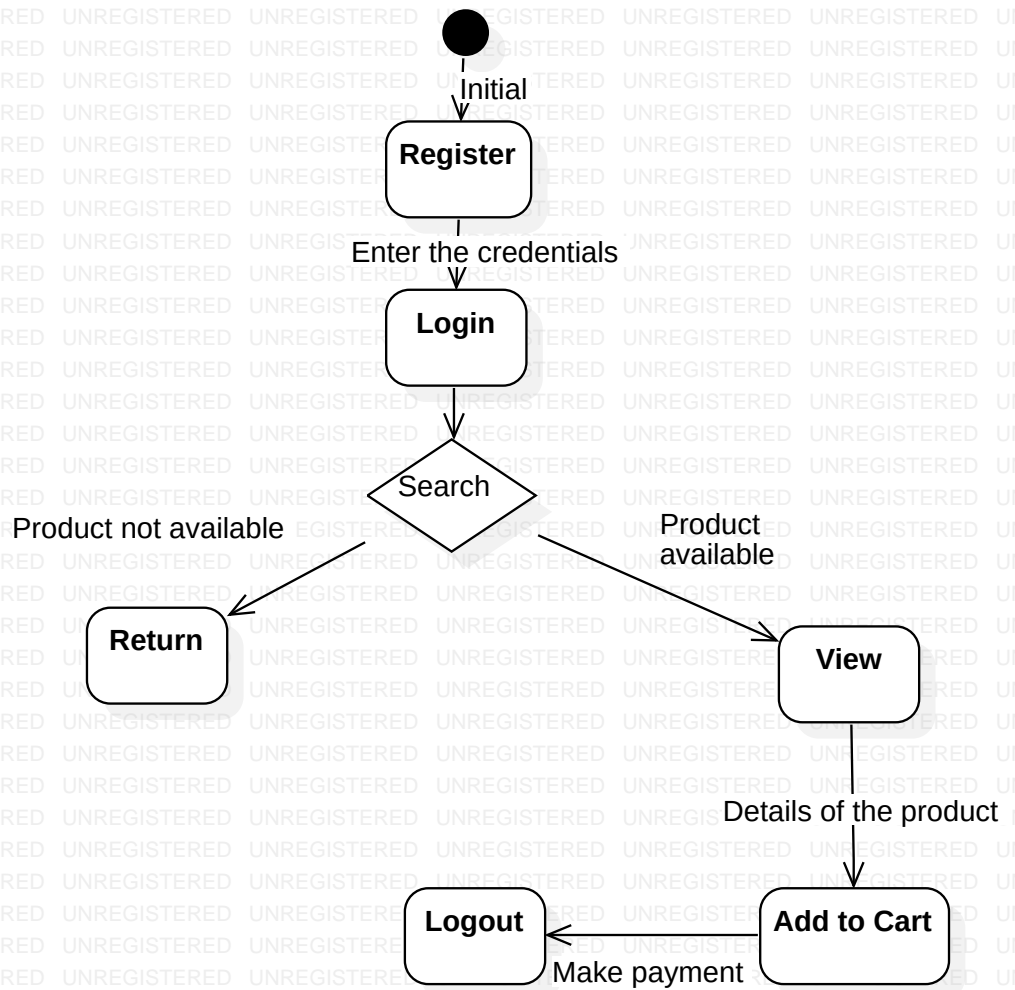 Initial
Register
Enter the credentials
Login
Search
Product not available
Product
available
Return
View
Details of the product
Logout
Add to Cart
Make payment
UNREGISTERED